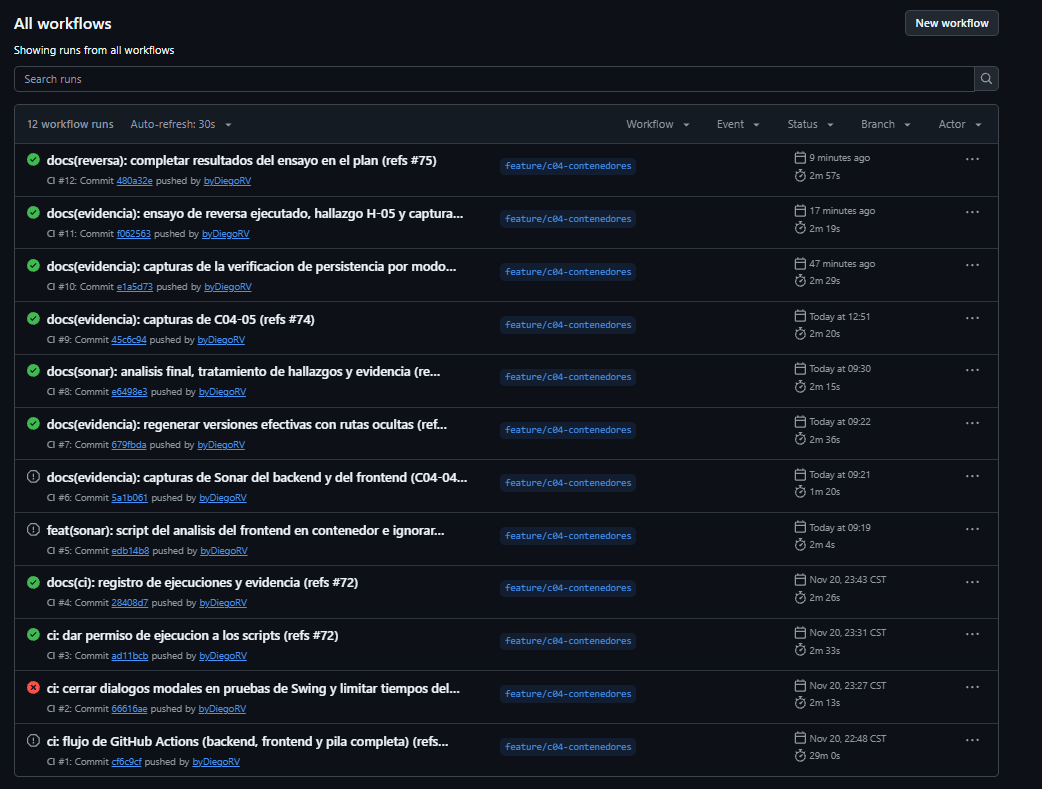 All workflows
New workflow
Showing runs from all workflows
Search runs
12 workflow runs Auto-refresh: 30s Workflow Event Status Branch Actor
docs(reversa): completar resultados del ensayo en el plan (refs #75)
feature/c04-contenedores
9 minutes ago
CI #12: Commit 480a32e pushed by byDiegoRV
2m 57s
docs(evidencia): ensayo de reversa ejecutado, hallazgo H-05 y captura...
feature/c04-contenedores
17 minutes ago
CI #11: Commit f062563 pushed by byDiegoRV
2m 19s
docs(evidencia): capturas de la verificacion de persistencia por modo...
feature/c04-contenedores
47 minutes ago
CI #10: Commit e1a5d73 pushed by byDiegoRV
2m 29s
docs(evidencia): capturas de C04-05 (refs #74)
feature/c04-contenedores
Today at 12:51
CI #9: Commit 45c6c94 pushed by byDiegoRV
2m 20s
docs(sonar): analisis final, tratamiento de hallazgos y evidencia (re...
feature/c04-contenedores
Today at 09:30
CI #8: Commit e6498e3 pushed by byDiegoRV
2m 15s
docs(evidencia): regenerar versiones efectivas con rutas ocultas (ref...
feature/c04-contenedores
Today at 09:22
CI #7: Commit 679fbda pushed by byDiegoRV
2m 36s
docs(evidencia): capturas de Sonar del backend y del frontend (C04-04...
feature/c04-contenedores
Today at 09:21
CI #6: Commit 5a1b061 pushed by byDiegoRV
1m 20s
feat(sonar): script del analisis del frontend en contenedor e ignorar...
feature/c04-contenedores
Today at 09:19
CI #5: Commit edb14b8 pushed by byDiegoRV
2m 4s
docs(ci): registro de ejecuciones y evidencia (refs #72)
feature/c04-contenedores
Nov 20, 23:43 CST
CI #4: Commit 28408d7 pushed by byDiegoRV
2m 26s
ci: dar permiso de ejecucion a los scripts (refs #72)
feature/c04-contenedores
Nov 20, 23:31 CST
CI #3: Commit ad11bcb pushed by byDiegoRV
2m 33s
ci: cerrar dialogos modales en pruebas de Swing y limitar tiempos del...
feature/c04-contenedores
Nov 20, 23:27 CST
CI #2: Commit 66616ae pushed by byDiegoRV
2m 13s
ci: flujo de GitHub Actions (backend, frontend y pila completa) (refs...
feature/c04-contenedores
Nov 20, 22:48 CST
CI #1: Commit cf6c9cf pushed by byDiegoRV
29m 0s